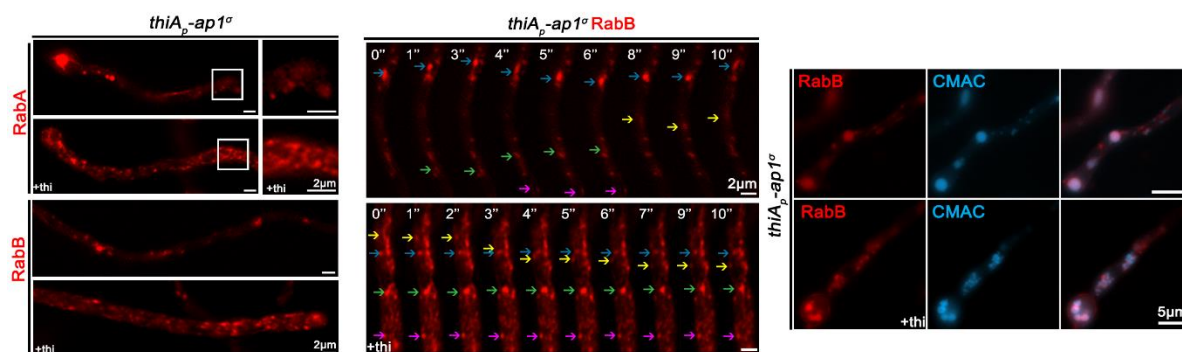 thiAp-ap1σ
RabA
+thi
2μm
RabB
+thi
2μm
thiAp-ap1σ RabB
0" 1" 3" 4" 5" 6" 8" 9" 10"
2μm
0" 1" 2" 3" 4" 5" 6" 7" 9" 10"
+thi
thiAp-ap1σ
RabB CMAC
RabB CMAC
+thi
5μm